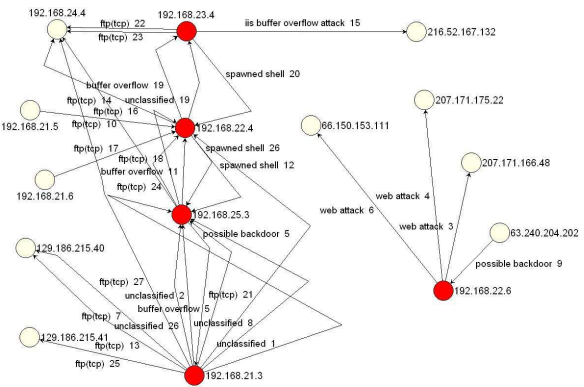 192.168.24.4
ftp(tcp) 22
192.168.23.4
iis buffer overflow attack 15
216.52.167.132
ftp(tcp) 23
spawned shell 20
buffer overflow 19
unclassified 19
ftp(tcp) 14
207.171.175.22
192.168.21.5
ftp(tcp) 16
ftp(tcp) 10
192.168.22.4
66.150.153.111
ftp(tcp) 17
spawned shell 26
ftp(tcp) 18
spawned shell 12
207.171.166.48
buffer overflow 11
192.168.21.6
ftp(tcp) 24
web attack 4
web attack 6
192.168.25.3
web attack 3
possible backdoor 5
63.240.204.202
129.186.215.40
possible backdoor 9
ftp(tcp) 27
192.168.22.6
unclassified 2
ftp(tcp) 21
buffer overflow 5
ftp(tcp) 7
unclassified 26
unclassified 8
129.186.215.41
ftp(tcp) 13
unclassified 1
ftp(tcp) 25
192.168.21.3